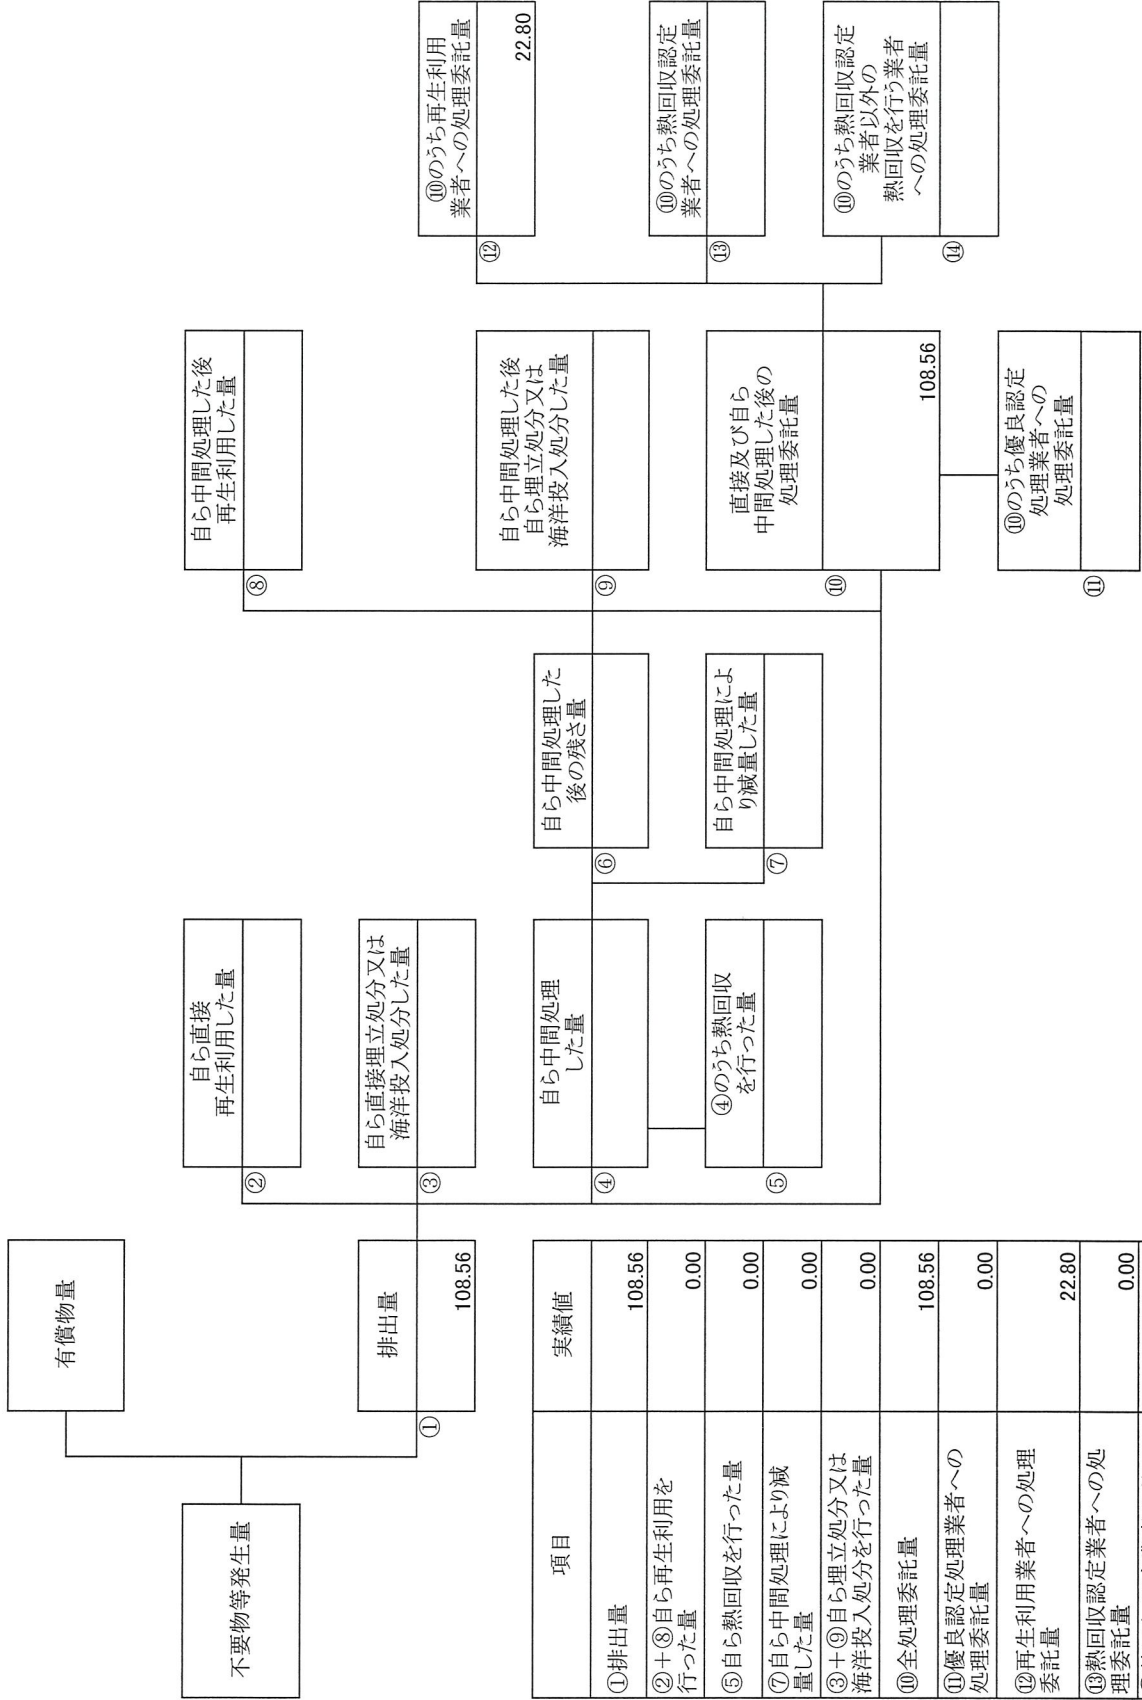 不要物等発生量
有償物量
①
排出量
108.56
②
自ら直接
再生利用した量
③
自ら直接埋立処分又は
海洋投入処分した量
④
自ら中間処理
した量
⑤
④のうち熱回収
を行った量
⑥
自ら中間処理した
後の残さ量
⑦
自ら中間処理によ
り減量した量
⑧
自ら中間処理した後
再生利用した量
⑨
自ら中間処理した後
自ら埋立処分又は
海洋投入処分した量
⑩
直接及び自ら
中間処理した後の
処理委託量
108.56
⑪
⑩のうち優良認定
処理業者への
処理委託量
⑫
⑩のうち再生利用
業者への処理委託量
22.80
⑬
⑩のうち熱回収認定
業者への処理委託量
⑭
⑩のうち熱回収認定
業者以外の
熱回収を行う業者
への処理委託量
項目
実績値
①排出量
108.56
②+⑧自ら再生利用を
行った量
0.00
⑤自ら熱回収を行った量
0.00
⑦自ら中間処理により減
量した量
0.00
③+⑨自ら埋立処分又は
海洋投入処分を行った量
0.00
⑩全処理委託量
108.56
⑪優良認定処理業者への
処理委託量
0.00
⑫再生利用業者への処理
委託量
22.80
⑬熱回収認定業者への処
理委託量
0.00